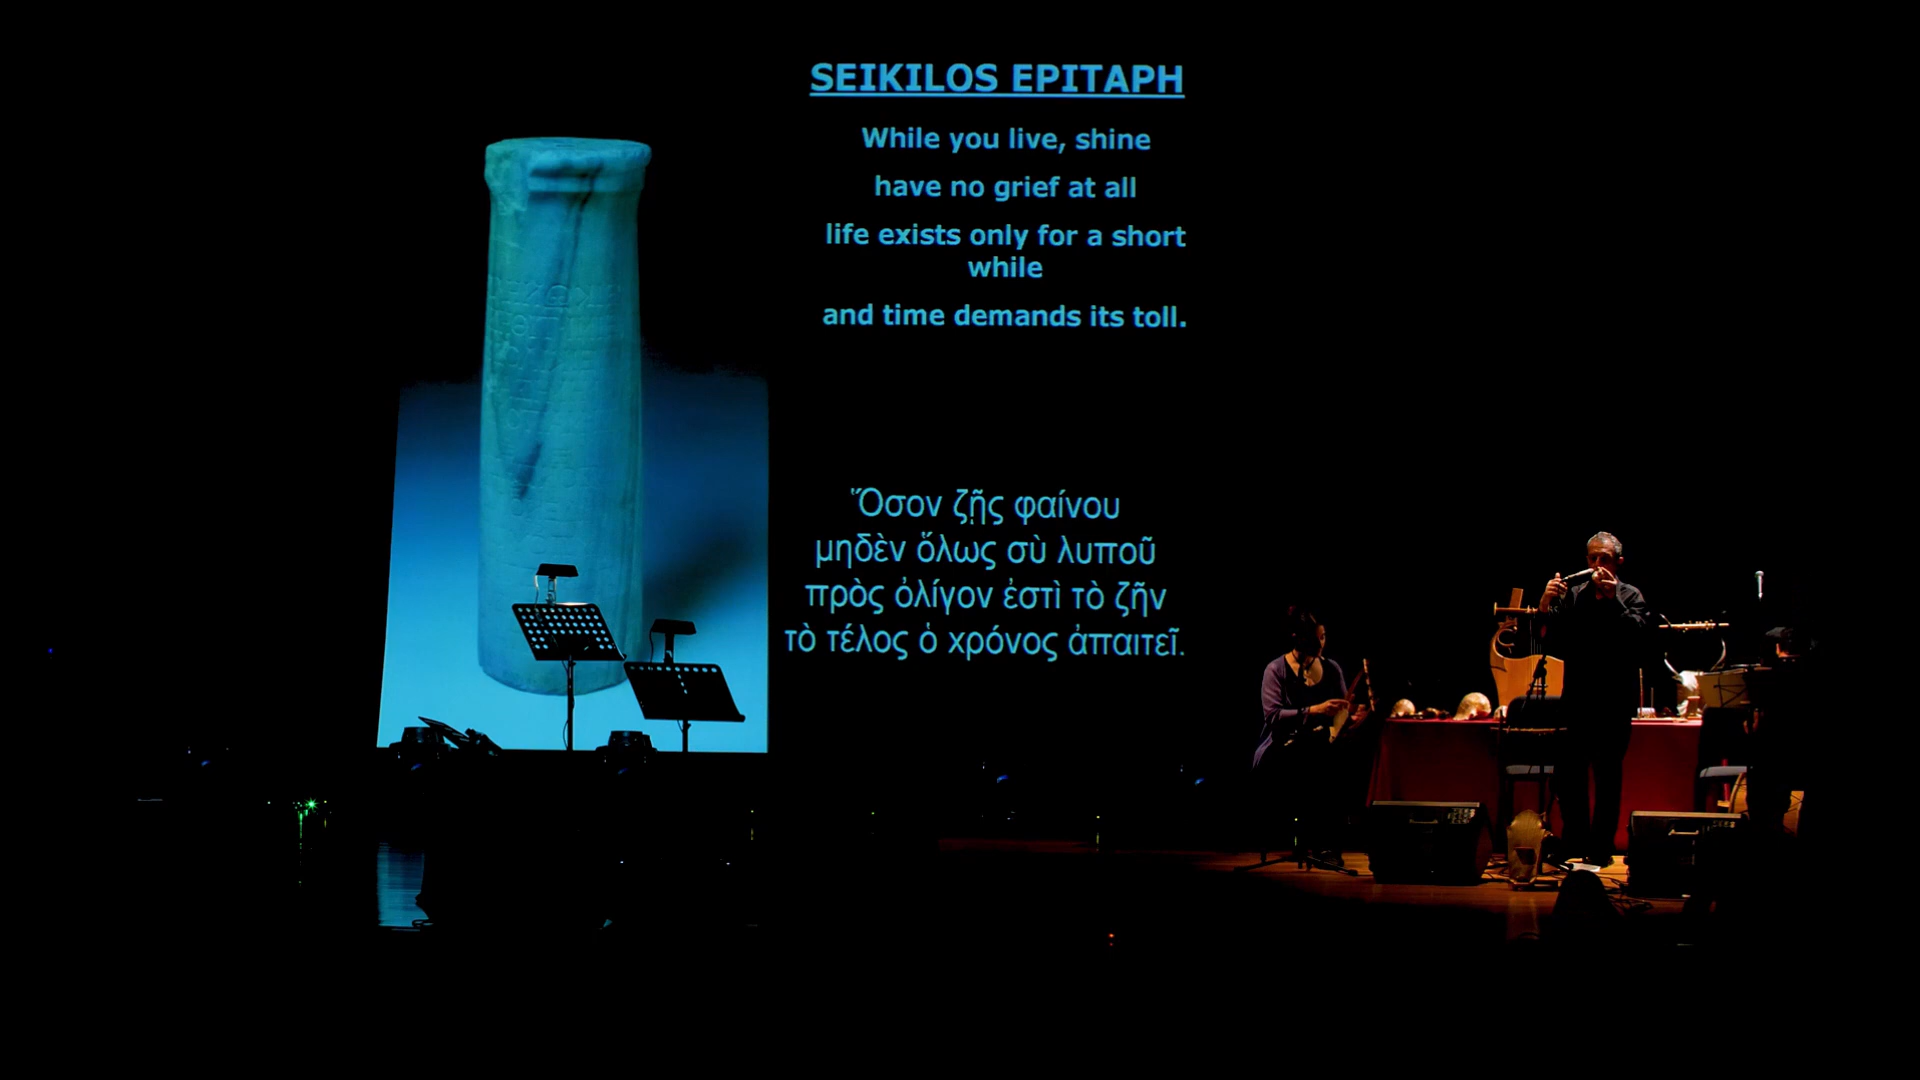 SEIKILOS EPITAPH
While you live, shine
have no grief at all
life exists only for a short
while
and time demands its toll.
Ὅσον ζῇς φαίνου
μηδὲν ὅλως σὺ λυποῦ
πρὸς ὀλίγον ἐστὶ τὸ ζῆν
τὸ τέλος ὁ χρόνος ἀπαιτεῖ.